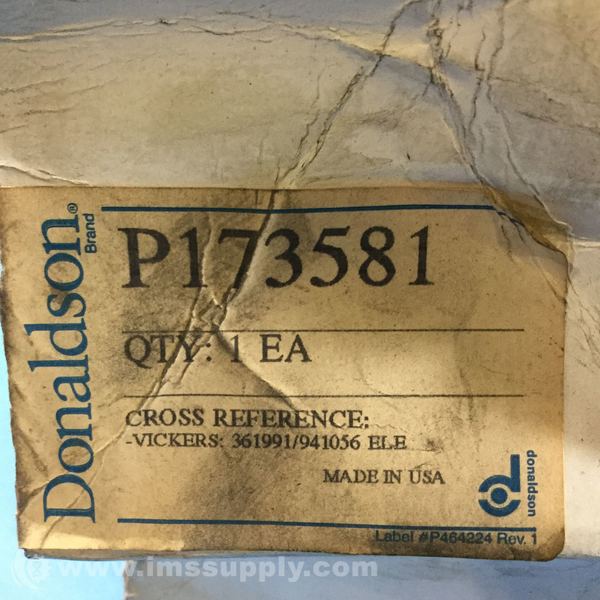 Donaldson®
Brand
P173581
QTY: 1 EA
CROSS REFERENCE:
-VICKERS: 361991/941056 ELE
MADE IN USA
donaldson
Label #P464224 Rev. 1
www.imssupply.com